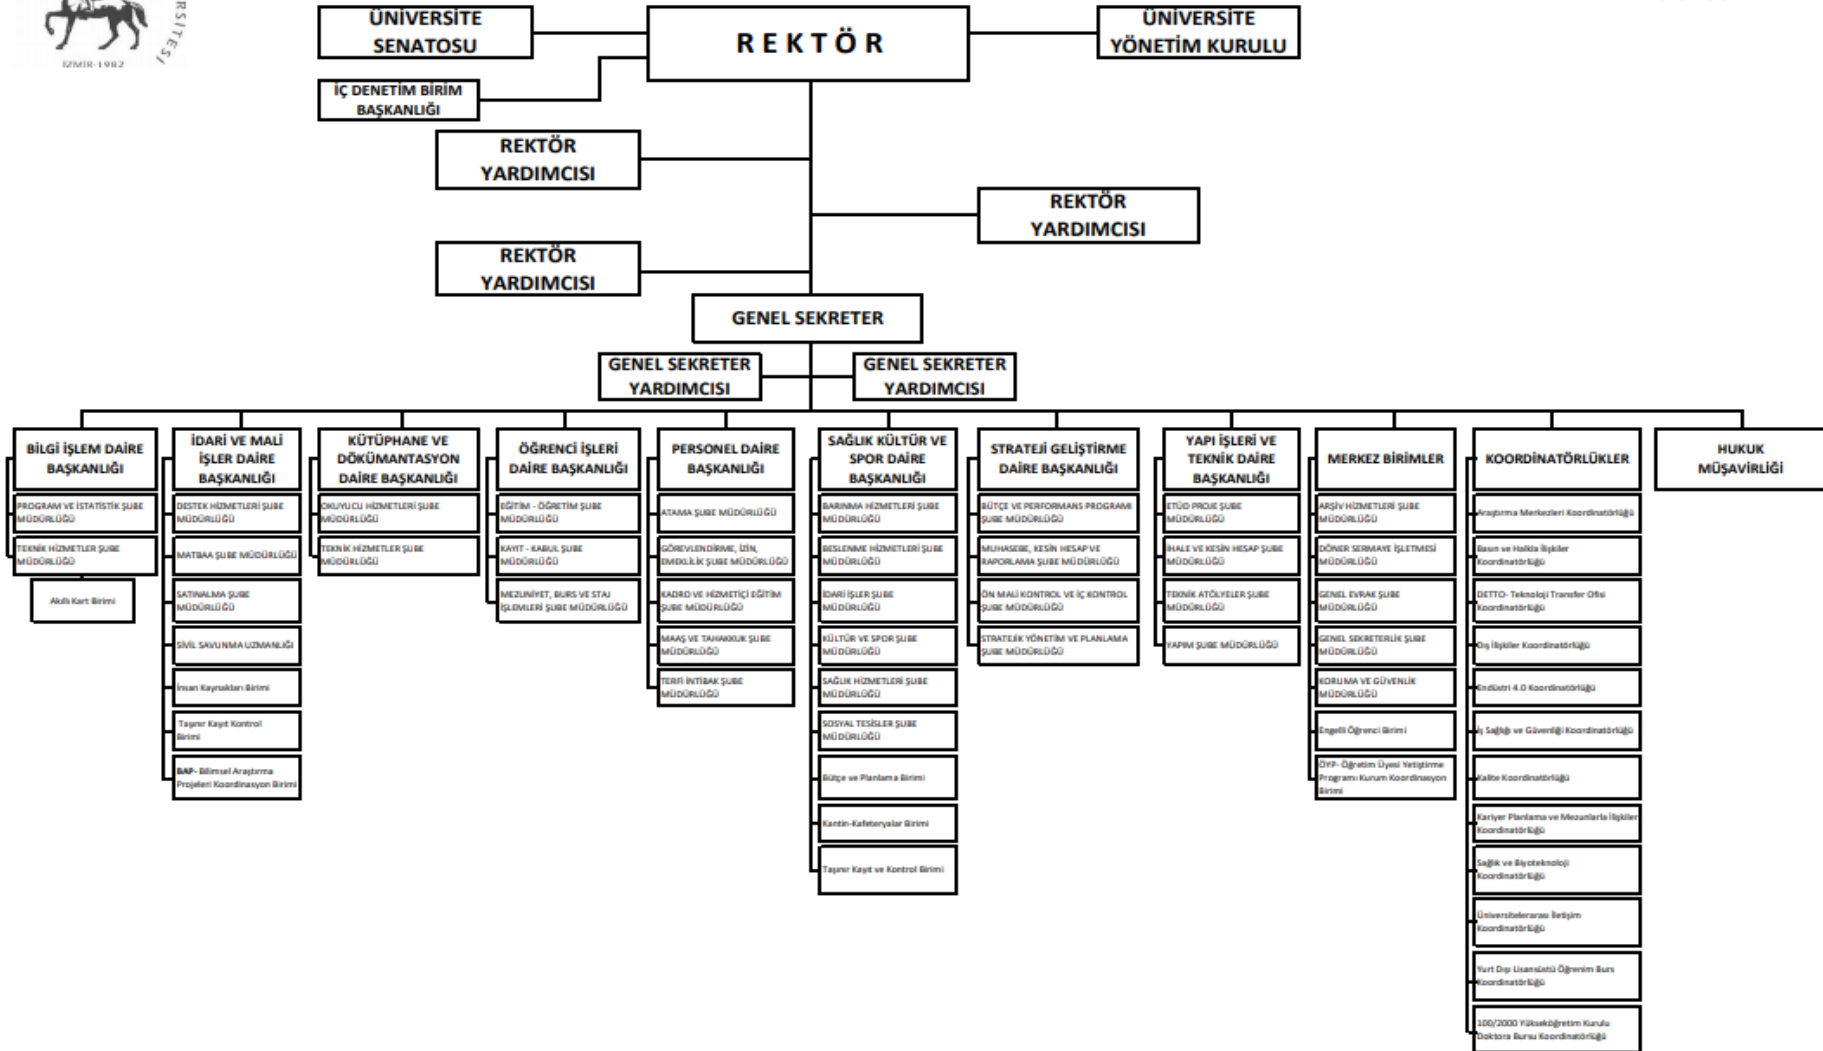 RSİTESİ
İZMİR-1982
ÜNİVERSİTE
SENATOSU
REKTÖR
ÜNİVERSİTE
YÖNETİM KURULU
İÇ DENETİM BİRİM
BAŞKANLIĞI
REKTÖR
YARDIMCISI
REKTÖR
YARDIMCISI
REKTÖR
YARDIMCISI
GENEL SEKRETER
GENEL SEKRETER
YARDIMCISI
GENEL SEKRETER
YARDIMCISI
BİLGİ İŞLEM DAİRE
BAŞKANLIĞI
PROGRAM VE İSTATİSTİK ŞUBE
MÜDÜRLÜĞÜ
TEKNİK HİZMETLER ŞUBE
MÜDÜRLÜĞÜ
Akıllı Kart Birimi
İDARİ VE MALİ
İŞLER DAİRE
BAŞKANLIĞI
DESTEK HİZMETLERİ ŞUBE
MÜDÜRLÜĞÜ
MATBAA ŞUBE MÜDÜRLÜĞÜ
SATINALMA ŞUBE
MÜDÜRLÜĞÜ
SİVİL SAVUNMA UZMANLIĞI
İnsan Kaynakları Birimi
Taşınır Kayıt Kontrol
Birimi
BAP- Bilimsel Araştırma
Projeleri Koordinasyon Birimi
KÜTÜPHANE VE
DÖKÜMANTASYON
DAİRE BAŞKANLIĞI
OKUYUCU HİZMETLERİ ŞUBE
MÜDÜRLÜĞÜ
TEKNİK HİZMETLER ŞUBE
MÜDÜRLÜĞÜ
ÖĞRENCİ İŞLERİ
DAİRE BAŞKANLIĞI
EĞİTİM - ÖĞRETİM ŞUBE
MÜDÜRLÜĞÜ
KAYIT - KABUL ŞUBE
MÜDÜRLÜĞÜ
MEZUNİYET, BURS VE STAJ
İŞLEMLERİ ŞUBE MÜDÜRLÜĞÜ
PERSONEL DAİRE
BAŞKANLIĞI
ATAMA ŞUBE MÜDÜRLÜĞÜ
GÖREVLENDİRME, İZİN,
EMEKLİLİK ŞUBE MÜDÜRLÜĞÜ
KADRO VE HİZMETİÇİ EĞİTİM
ŞUBE MÜDÜRLÜĞÜ
MAAŞ VE TAHAKKUK ŞUBE
MÜDÜRLÜĞÜ
TERFİ İNTİBAK ŞUBE
MÜDÜRLÜĞÜ
SAĞLIK KÜLTÜR VE
SPOR DAİRE
BAŞKANLIĞI
BARINMA HİZMETLERİ ŞUBE
MÜDÜRLÜĞÜ
BESLENME HİZMETLERİ ŞUBE
MÜDÜRLÜĞÜ
İDARİ İŞLER ŞUBE
MÜDÜRLÜĞÜ
KÜLTÜR VE SPOR ŞUBE
MÜDÜRLÜĞÜ
SAĞLIK HİZMETLERİ ŞUBE
MÜDÜRLÜĞÜ
SOSYAL TESİSLER ŞUBE
MÜDÜRLÜĞÜ
Bütçe ve Planlama Birimi
Kantin-Kafeteryalar Birimi
Taşınır Kayıt ve Kontrol Birimi
STRATEJİ GELİŞTİRME
DAİRE BAŞKANLIĞI
BÜTÇE VE PERFORMANS PROGRAMI
ŞUBE MÜDÜRLÜĞÜ
MUHASEBE, KESİN HESAP VE
RAPORLAMA ŞUBE MÜDÜRLÜĞÜ
ÖN MALİ KONTROL VE İÇ KONTROL
ŞUBE MÜDÜRLÜĞÜ
STRATEJİK YÖNETİM VE PLANLAMA
ŞUBE MÜDÜRLÜĞÜ
YAPI İŞLERİ VE
TEKNİK DAİRE
BAŞKANLIĞI
ETÜD PROJE ŞUBE
MÜDÜRLÜĞÜ
İHALE VE KESİN HESAP ŞUBE
MÜDÜRLÜĞÜ
TEKNİK ATÖLYELER ŞUBE
MÜDÜRLÜĞÜ
YAPIM ŞUBE MÜDÜRLÜĞÜ
MERKEZ BİRİMLER
ARŞİV HİZMETLERİ ŞUBE
MÜDÜRLÜĞÜ
DÖNER SERMAYE İŞLETMESİ
MÜDÜRLÜĞÜ
GENEL EVRAK ŞUBE
MÜDÜRLÜĞÜ
GENEL SEKRETERLİK ŞUBE
MÜDÜRLÜĞÜ
KORUMA VE GÜVENLİK
MÜDÜRLÜĞÜ
Engelli Öğrenci Birimi
ÖYP- Öğretim Üyesi Yetiştirme
Programı Kurum Koordinasyon
Birimi
KOORDİNATÖRLÜKLER
Araştırma Merkezleri Koordinatörlüğü
Basın ve Halkla İlişkiler
Koordinatörlüğü
DETTO- Teknoloji Transfer Ofisi
Koordinatörlüğü
Dış İlişkiler Koordinatörlüğü
Endüstri 4.0 Koordinatörlüğü
İş Sağlığı ve Güvenliği Koordinatörlüğü
Kalite Koordinatörlüğü
Kariyer Planlama ve Mezunlarla İlişkiler
Koordinatörlüğü
Sağlık ve Biyoteknoloji
Koordinatörlüğü
Üniversitelerarası İletişim
Koordinatörlüğü
Yurt Dışı Lisansüstü Öğrenim Burs
Koordinatörlüğü
100/2000 Yükseköğretim Kurulu
Doktora Bursu Koordinatörlüğü
HUKUK
MÜŞAVİRLİĞİ